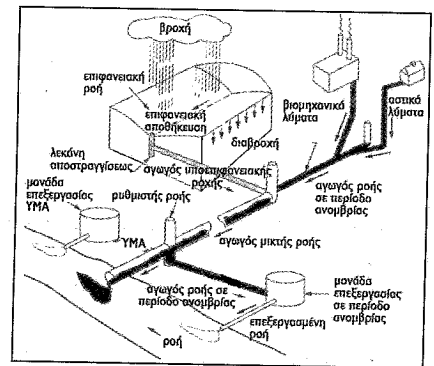 βροχή
επιφανειακή
ροή
επιφανειακή
αποθήκευση
διαβροχή
βιομηχανικά
λύματα
αστικά
λύματα
λεκάνη
αποστραγγίσεως
αγωγός υποεπιφανειακής
ροής
μονάδα
επεξεργασίας
ΥΜΑ
ρυθμιστής ροής
αγωγός ροής
σε περίοδο
ανομβρίας
ΥΜΑ
αγωγός μικτής ροής
αγωγός ροής σε
περίοδο ανομβρίας
μονάδα
επεξεργασίας
σε περίοδο
ανομβρίας
επεξεργασμένη
ροή
ροή